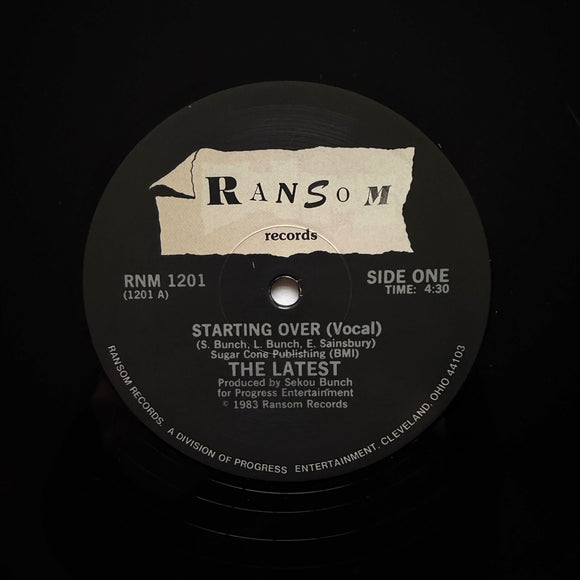 RANSOM
records
RNM 1201
(1201 A)
SIDE ONE
TIME: 4:30
STARTING OVER (Vocal)
(S. Bunch, L. Bunch, E. Sainsbury)
Sugar Cone Publishing (BMI)
THE LATEST
Produced by Sekou Bunch
for Progress Entertainment
© 1983 Ransom Records
RANSOM RECORDS. A DIVISION OF PROGRESS ENTERTAINMENT, CLEVELAND, OHIO 44103